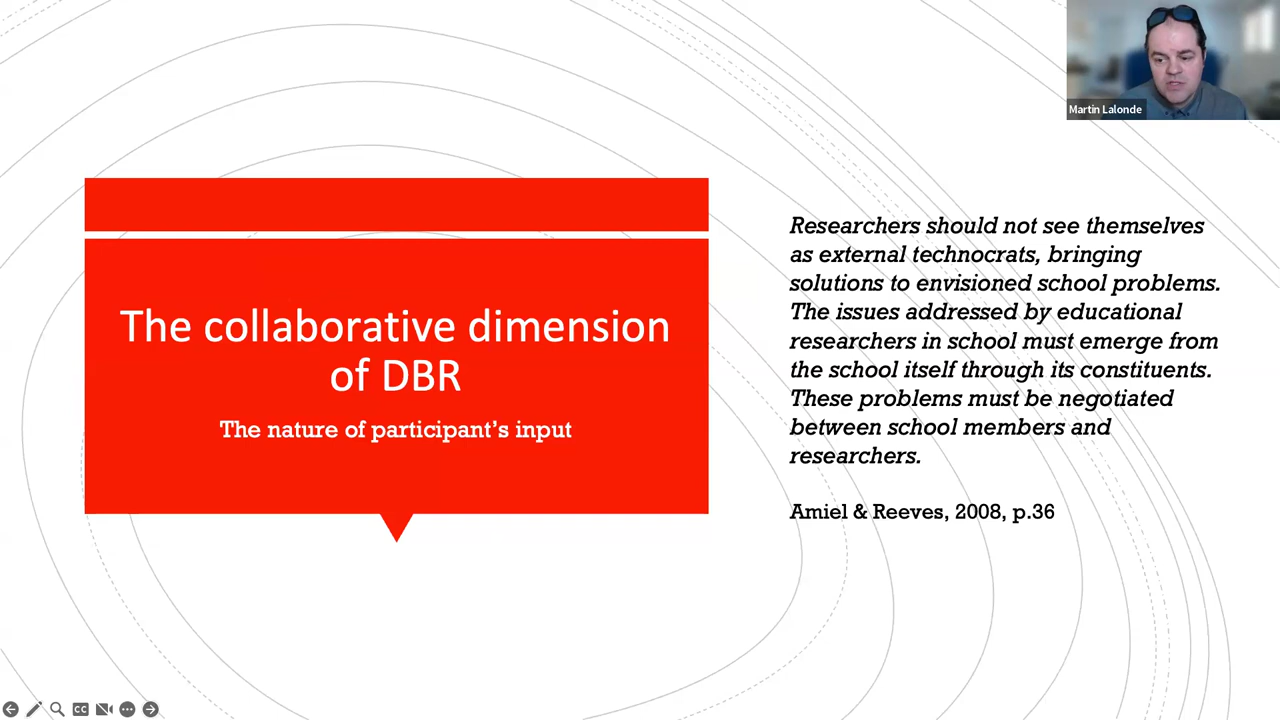 Martin Lalonde
The collaborative dimension
of DBR
The nature of participant’s input
Researchers should not see themselves
as external technocrats, bringing
solutions to envisioned school problems.
The issues addressed by educational
researchers in school must emerge from
the school itself through its constituents.
These problems must be negotiated
between school members and
researchers.
Amiel & Reeves, 2008, p.36
CC